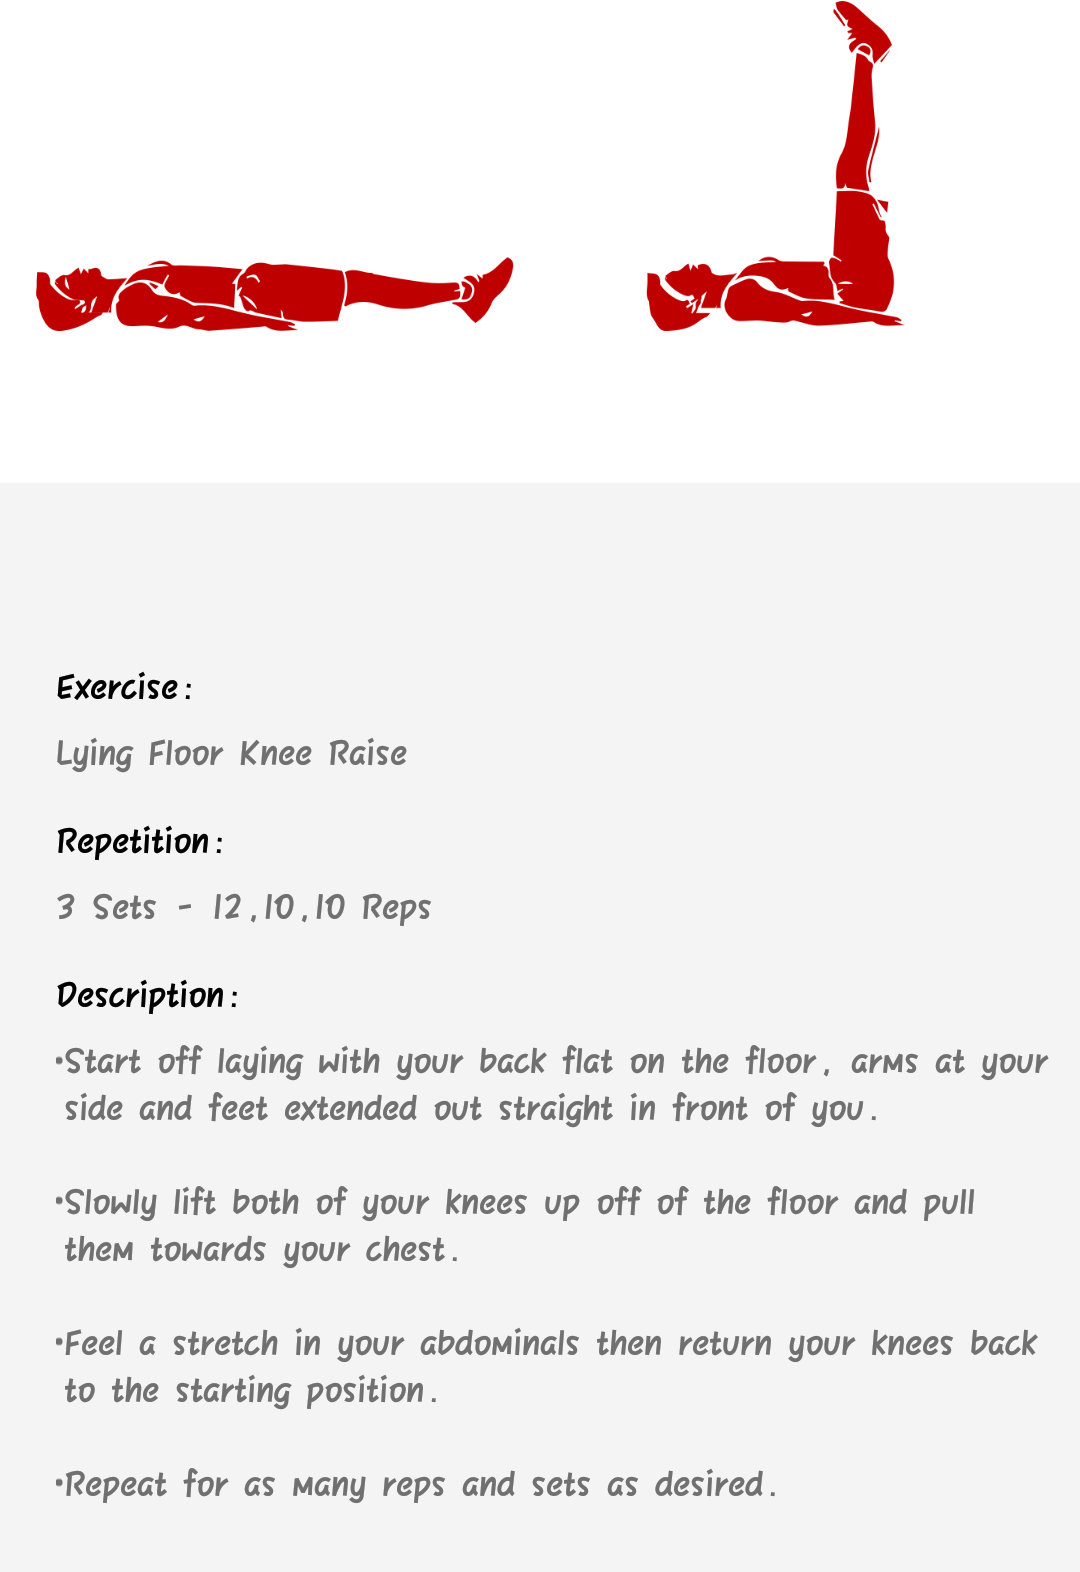 Exercise:
Lying Floor Knee Raise
Repetition:
3 Sets - 12,10,10 Reps
Description:
•Start off laying with your back flat on the floor, arms at your
side and feet extended out straight in front of you.
•Slowly lift both of your knees up off of the floor and pull
them towards your chest.
•Feel a stretch in your abdominals then return your knees back
to the starting position.
•Repeat for as many reps and sets as desired.